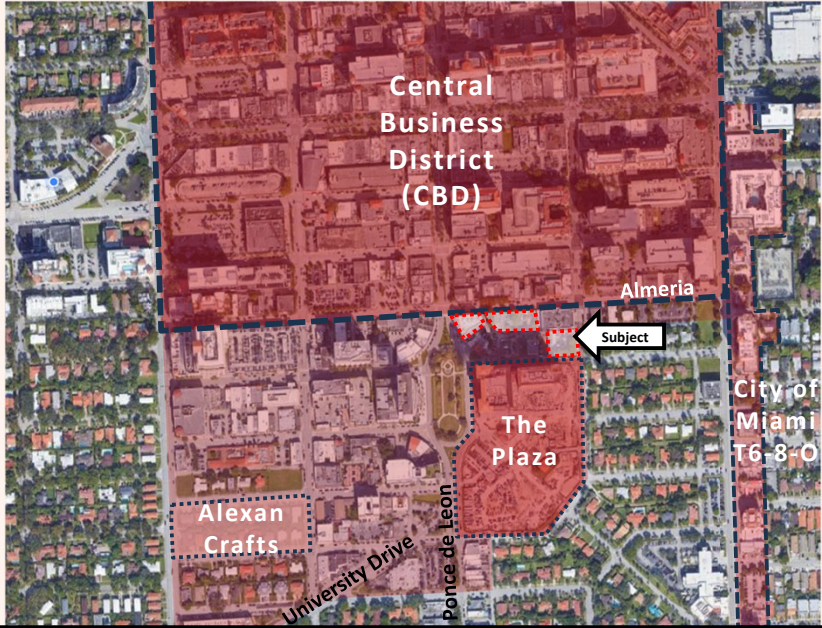 Central
Business
District
(CBD)
Almeria
Subject
City of
Miami
T6-8-O
The
Plaza
Alexan
Crafts
University Drive
Ponce de Leon